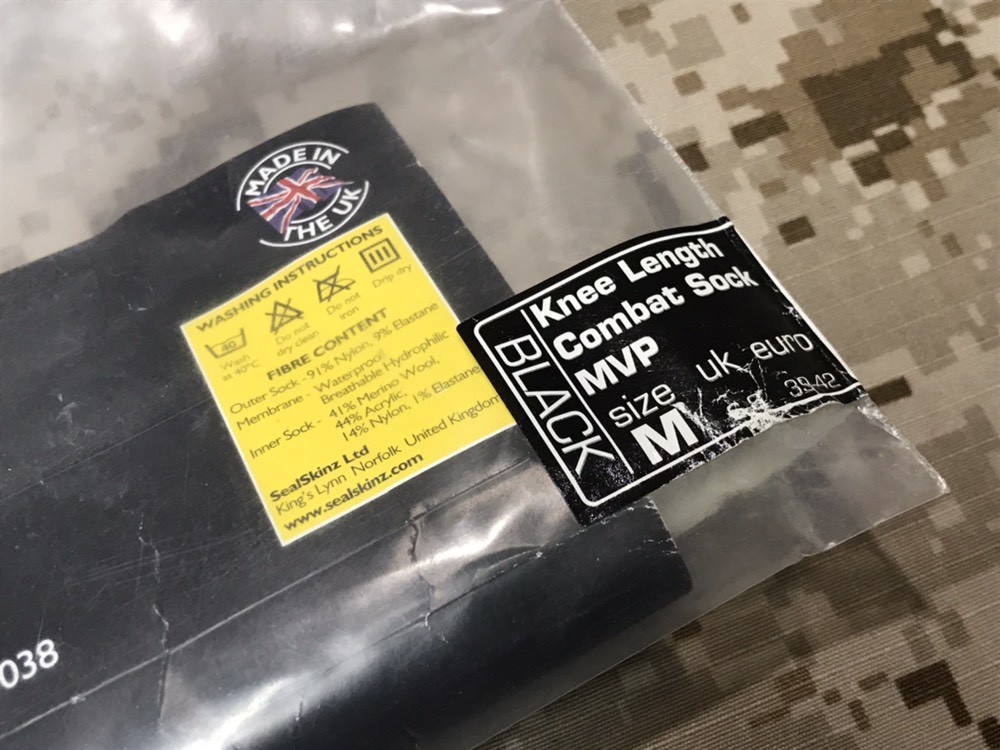 MADE IN
THE UK
WASHING INSTRUCTIONS
40
Wash
at 40°C
Do not
dry clean
Do not
iron
Drip dry
FIBRE CONTENT
Outer Sock - 91% Nylon, 9% Elastane
Membrane - Waterproof
Breathable Hydrophilic
Inner Sock - 41% Merino Wool,
44% Acrylic,
14% Nylon, 1% Elastane
SealSkinz Ltd
King's Lynn Norfolk United Kingdom
www.sealskinz.com
BLACK
Knee Length
Combat Sock
MVP
size uk euro
M 39-42
038